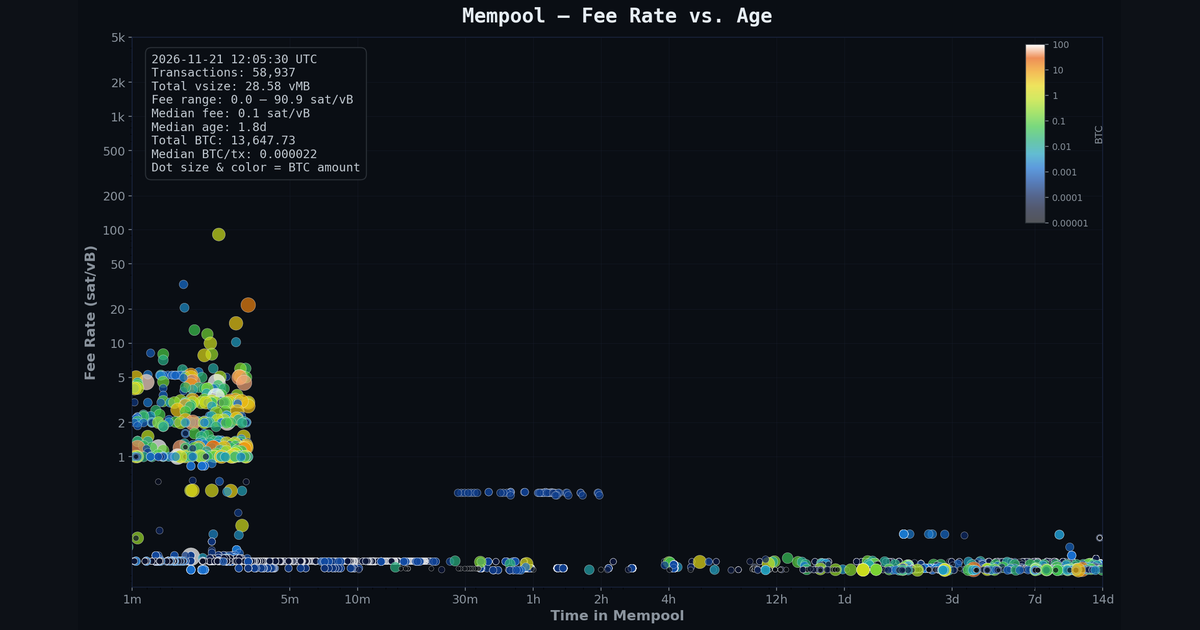 Mempool — Fee Rate vs. Age
2026-11-21 12:05:30 UTC
Transactions: 58,937
Total vsize: 28.58 vMB
Fee range: 0.0 – 90.9 sat/vB
Median fee: 0.1 sat/vB
Median age: 1.8d
Total BTC: 13,647.73
Median BTC/tx: 0.000022
Dot size & color = BTC amount
100
10
1
0.1
0.01
0.001
0.0001
0.00001
BTC
Fee Rate (sat/vB)
5k
2k
1k
500
200
100
50
20
10
5
2
1
1m
5m
10m
30m
1h
2h
4h
12h
1d
3d
7d
14d
Time in Mempool